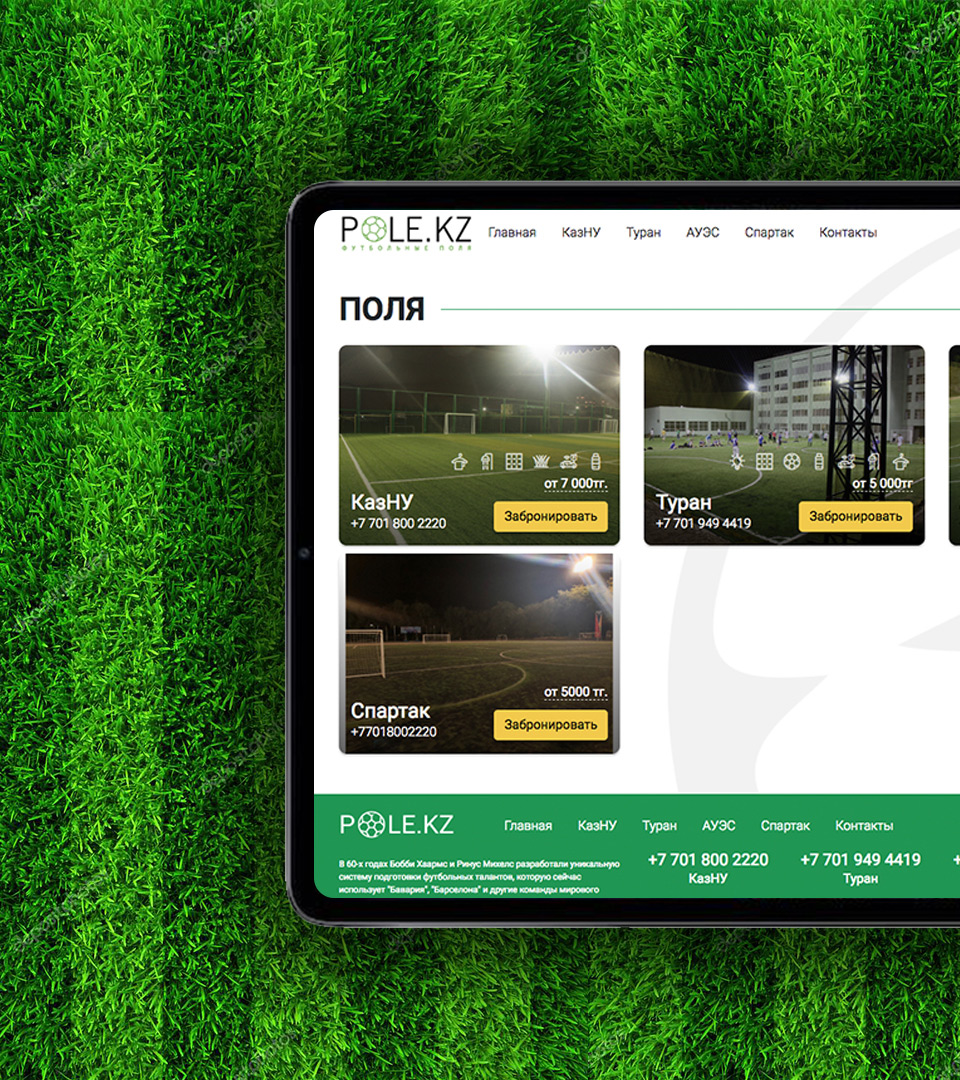 POLE.KZ
ФУТБОЛЬНЫЕ ПОЛЯ
Главная КазНУ Туран АУЭС Спартак Контакты
ПОЛЯ
от 7 000тг.
КазНУ
+7 701 800 2220
Забронировать
от 5 000тг
Туран
+7 701 949 4419
Забронировать
от 5000 тг.
Спартак
+77018002220
Забронировать
POLE.KZ
Главная КазНУ Туран АУЭС Спартак Контакты
В 60-х годах Бобби Хвармс и Ринус Михелс разработали уникальную
систему подготовки футбольных талантов, которую сейчас
использует "Бавария", "Барселона" и другие команды мирового
+7 701 800 2220
КазНУ
+7 701 949 4419
Туран